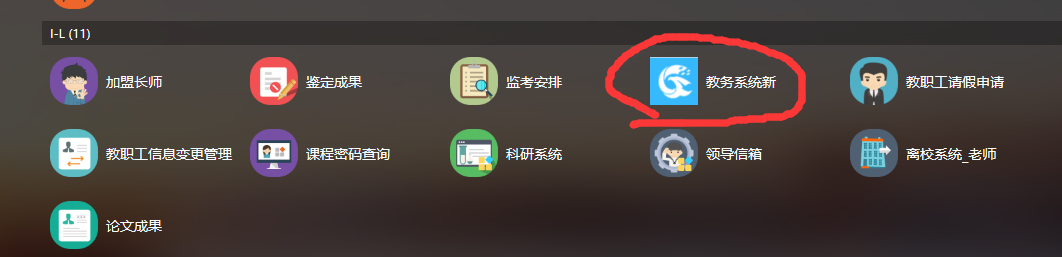 I-L (11)
加盟长师
鉴定成果
监考安排
教务系统新
教职工请假申请
教职工信息变更管理
课程密码查询
科研系统
领导信箱
离校系统_老师
论文成果